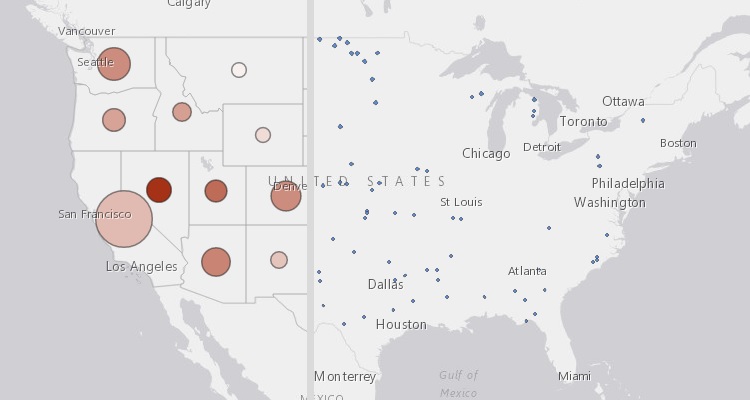 Calgary
Vancouver
Seattle
Ottawa
Toronto
Boston
Detroit
Chicago
UNITED STATES
Denve
Philadelphia
St Louis
Washington
San Francisco
Los Angeles
Atlanta
Dallas
Houston
Monterrey
Gulf of
Mexico
Miami
MEXICO